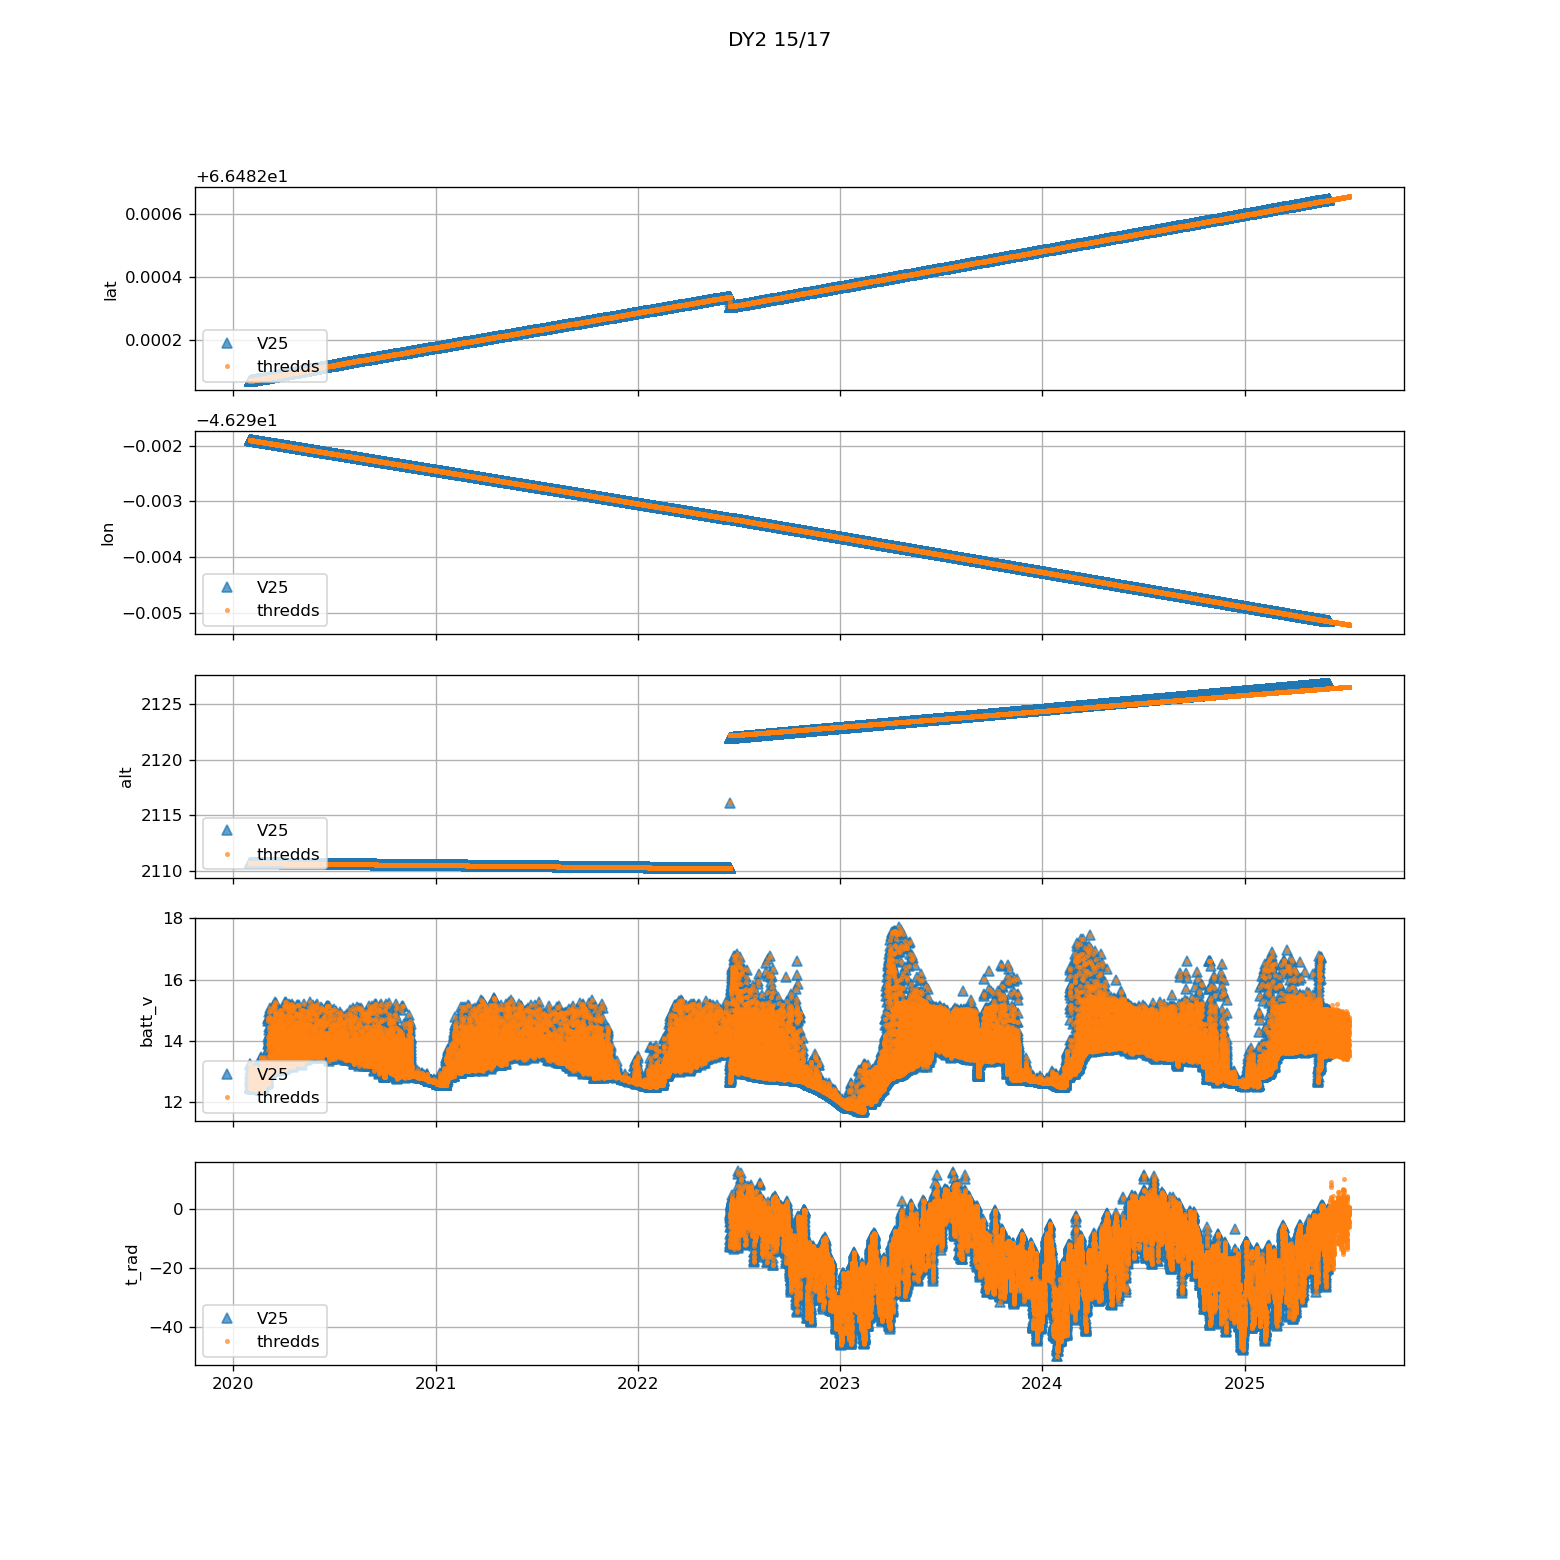 DY2 15/17
+6.6482e1
0.0006
0.0004
0.0002
lat
V25
thredds
−4.629e1
−0.002
−0.003
−0.004
−0.005
lon
V25
thredds
2125
2120
2115
2110
alt
V25
thredds
18
16
14
12
batt_v
V25
thredds
0
−20
−40
t_rad
V25
thredds
2020 2021 2022 2023 2024 2025